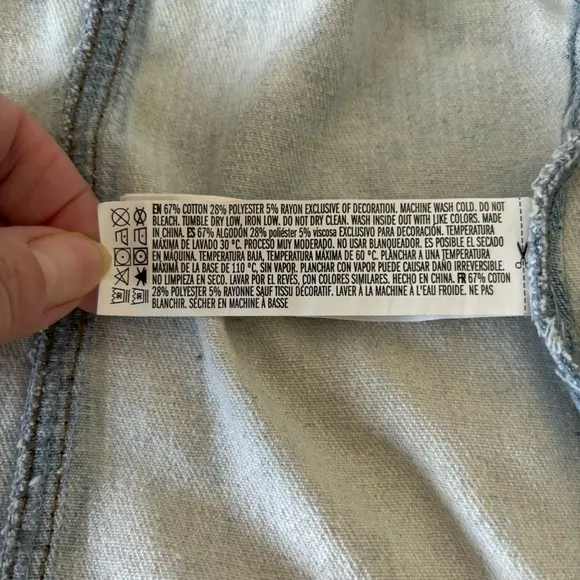 EN 67% COTTON 28% POLYESTER 5% RAYON EXCLUSIVE OF DECORATION. MACHINE WASH COLD. DO NOT
BLEACH. TUMBLE DRY LOW, IRON LOW. DO NOT DRY CLEAN. WASH INSIDE OUT WITH LIKE COLORS. MADE
IN CHINA. ES 67% ALGODÓN 28% poliéster 5% viscosa EXCLUSIVO PARA DECORACIÓN. TEMPERATURA
MÁXIMA DE LAVADO 30 ºC. PROCESO MUY MODERADO. NO USAR BLANQUEADOR. ES POSIBLE EL SECADO
EN MÁQUINA. TEMPERATURA BAJA, TEMPERATURA MÁXIMA DE 60 ºC. PLANCHAR A UNA TEMPERATURA
MÁXIMA DE LA BASE DE 110 ºC, SIN VAPOR. PLANCHAR CON VAPOR PUEDE CAUSAR DAÑO IRREVERSIBLE.
NO LIMPIEZA EN SECO. LAVAR POR EL REVÉS, CON COLORES SIMILARES. HECHO EN CHINA. FR 67% COTON
28% POLYESTER 5% RAYONNE SAUF TISSU DÉCORATIF. LAVER À LA MACHINE À L'EAU FROIDE. NE PAS
BLANCHIR. SÉCHER EN MACHINE À BASSE